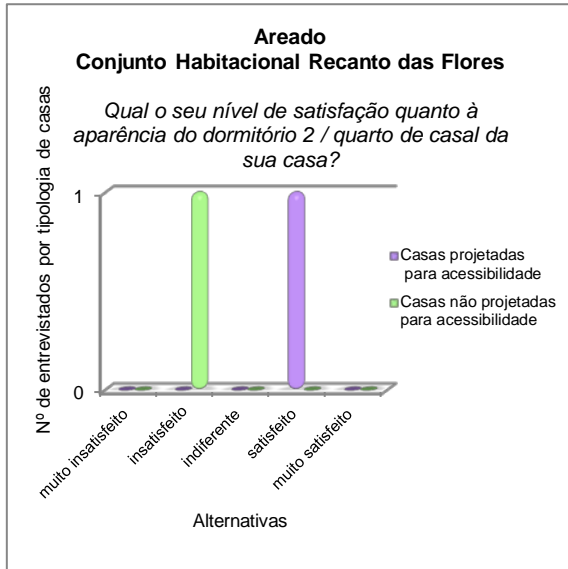 Areado
Conjunto Habitacional Recanto das Flores
Qual o seu nível de satisfação quanto à
aparência do dormitório 2 / quarto de casal da
sua casa?
Nº de entrevistados por tipologia de casas
1
0
muito insatisfeito
insatisfeito
indiferente
satisfeito
muito satisfeito
Alternativas
Casas projetadas
para acessibilidade
Casas não projetadas
para acessibilidade